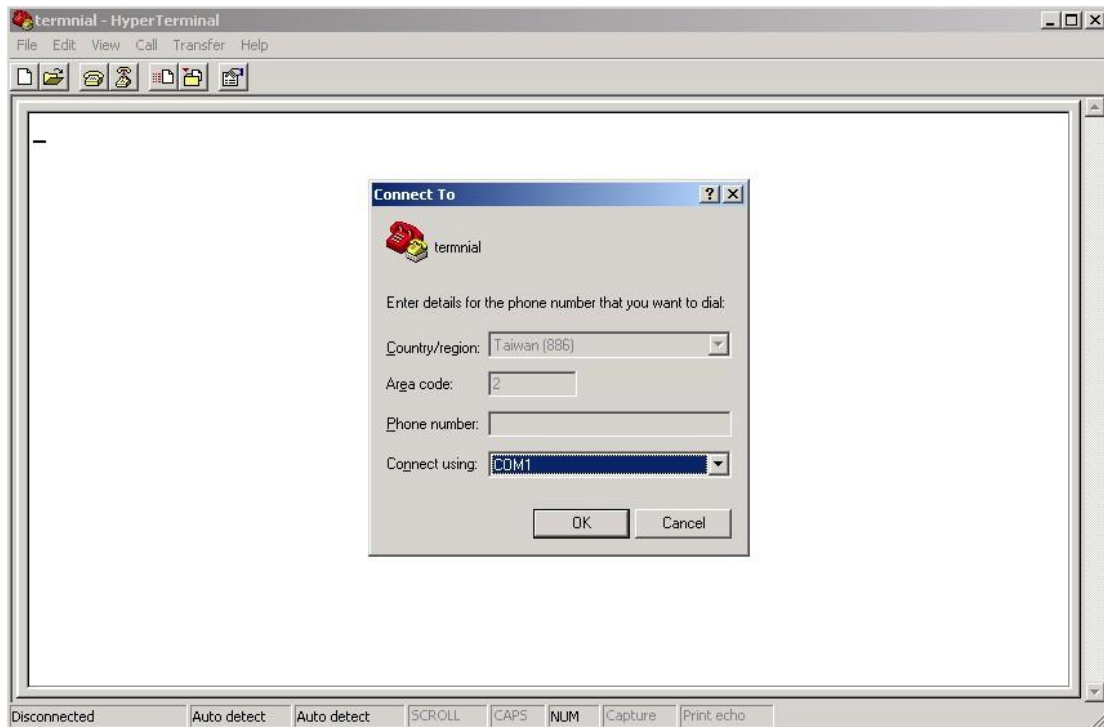 termnial - HyperTerminal
File Edit View Call Transfer Help
Connect To
termnial
Enter details for the phone number that you want to dial:
Country/region: Taiwan (886)
Area code: 2
Phone number:
Connect using: COM1
OK Cancel
Disconnected Auto detect Auto detect SCROLL CAPS NUM Capture Print echo